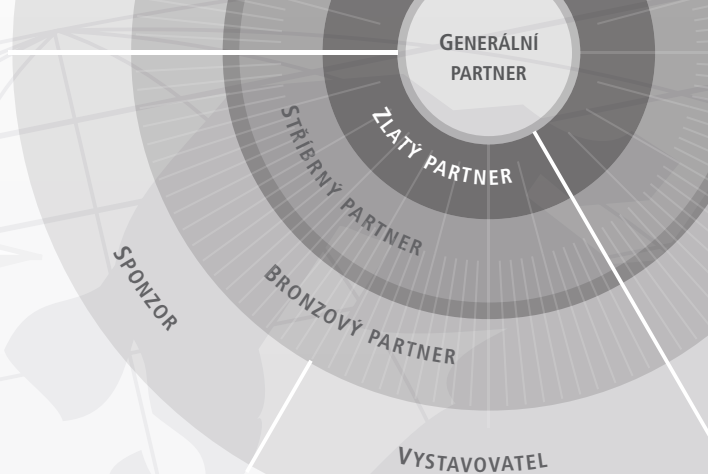 GENERÁLNÍ
PARTNER
ZLATÝ PARTNER
STŘÍBRNÝ PARTNER
BRONZOVÝ PARTNER
SPONZOR
VYSTAVOVATEL